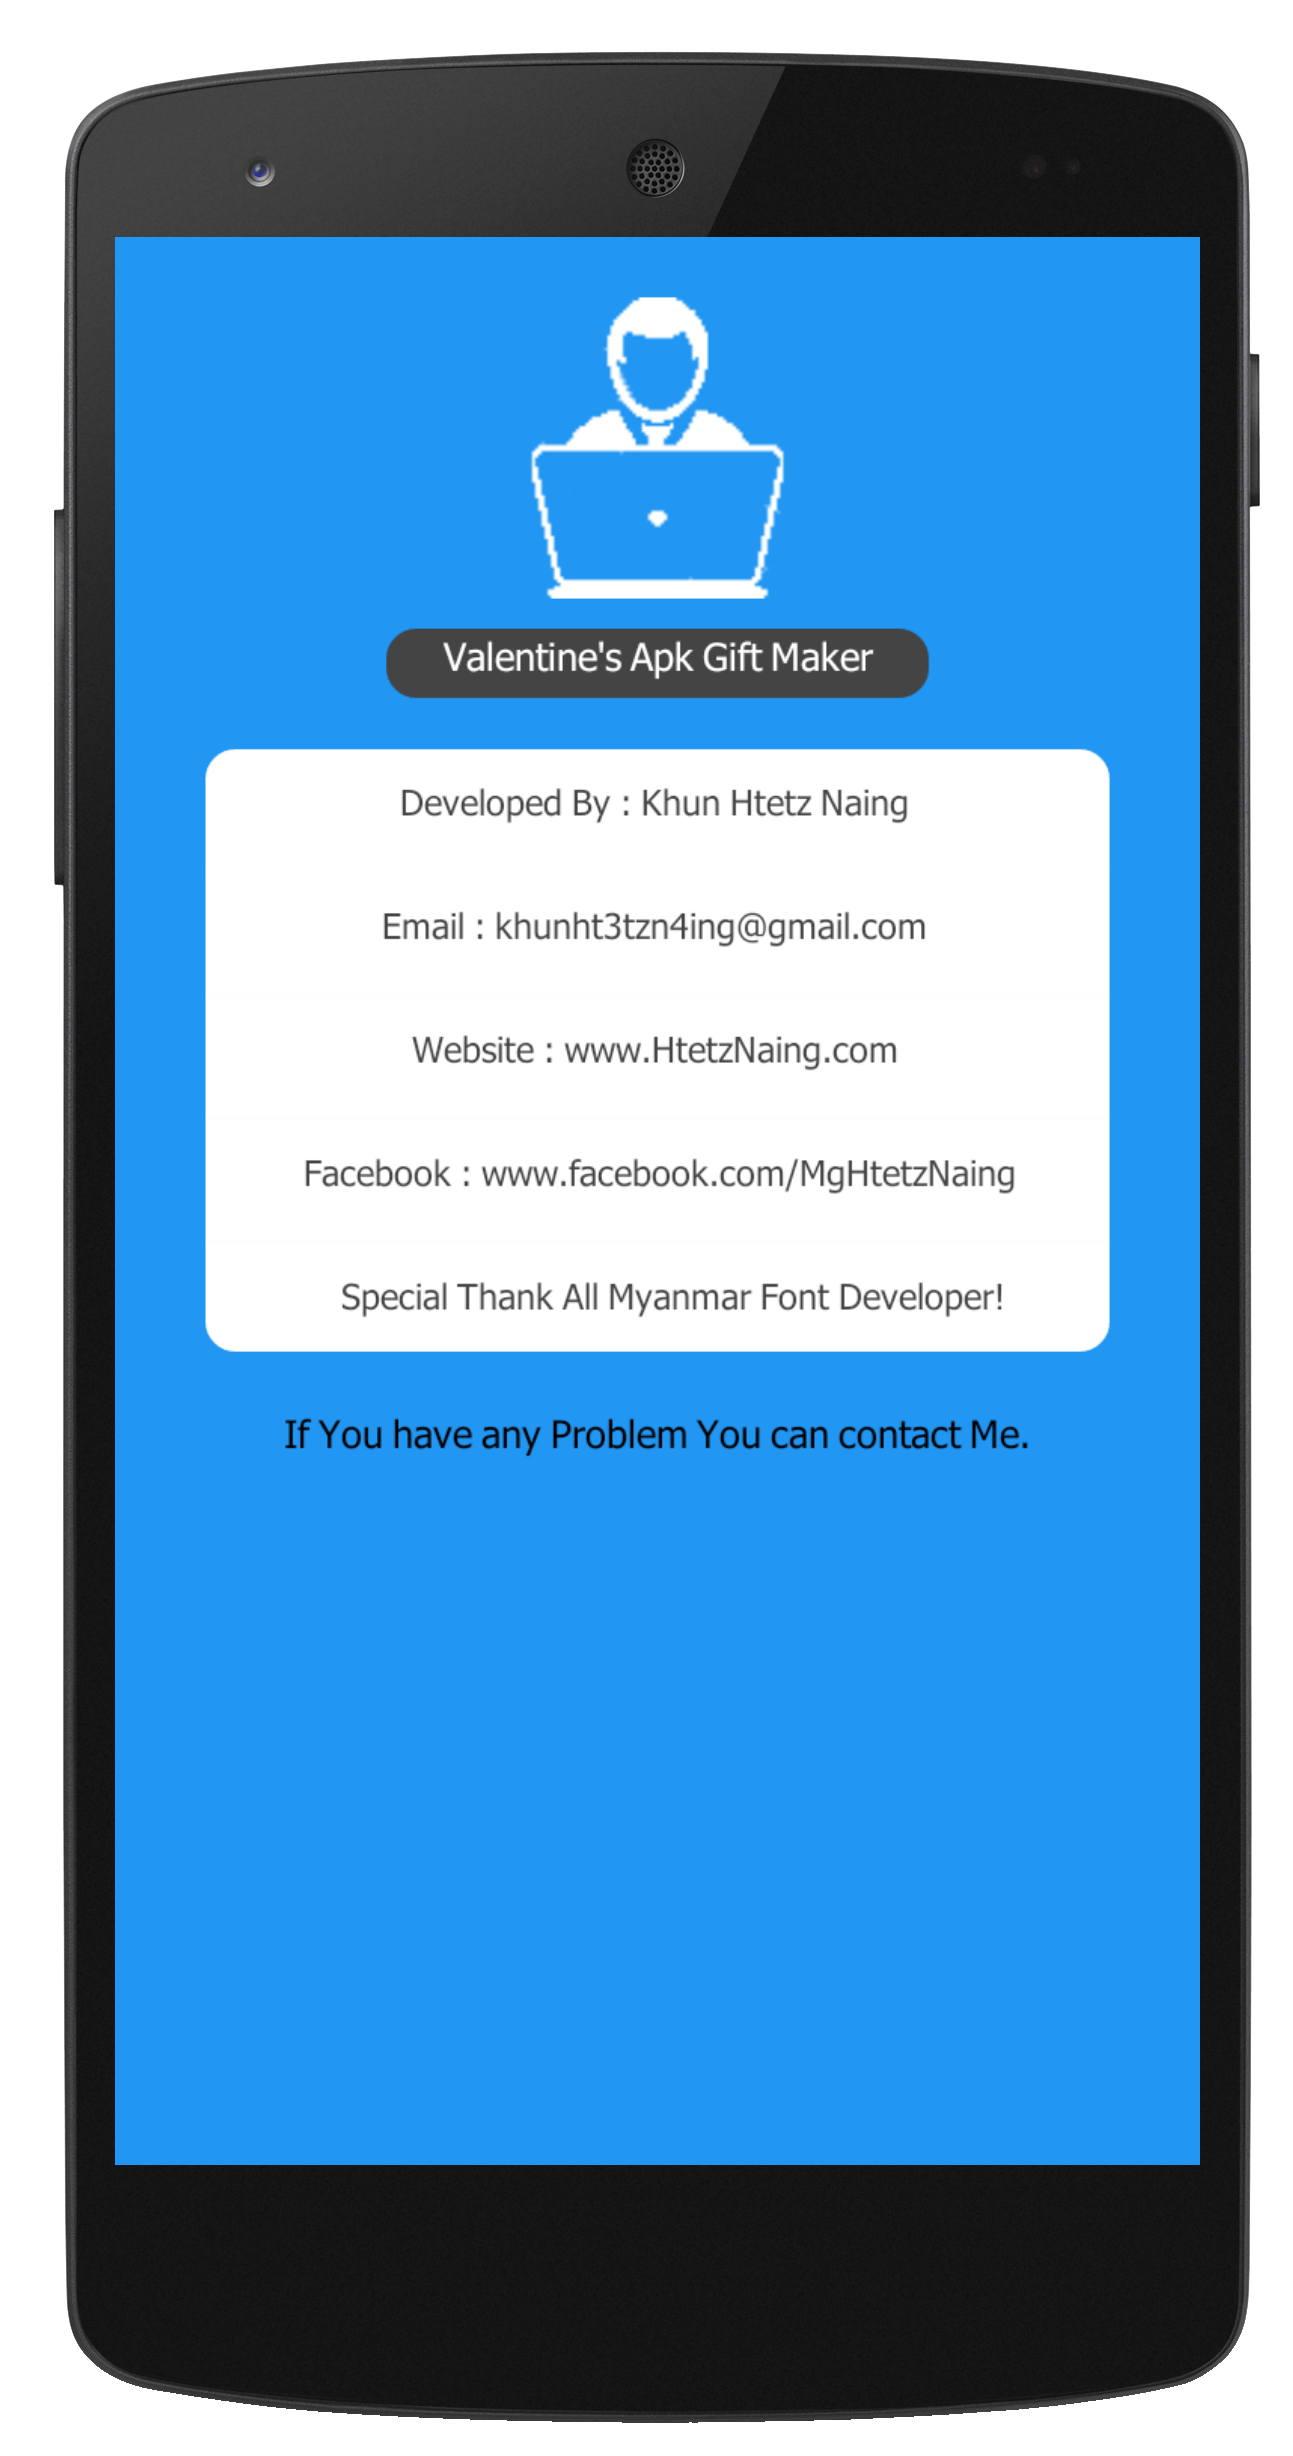 Valentine's Apk Gift Maker
Developed By : Khun Htetz Naing
Email : khunht3tzn4ing@gmail.com
Website : www.HtetzNaing.com
Facebook : www.facebook.com/MgHtetzNaing
Special Thank All Myanmar Font Developer!
If You have any Problem You can contact Me.